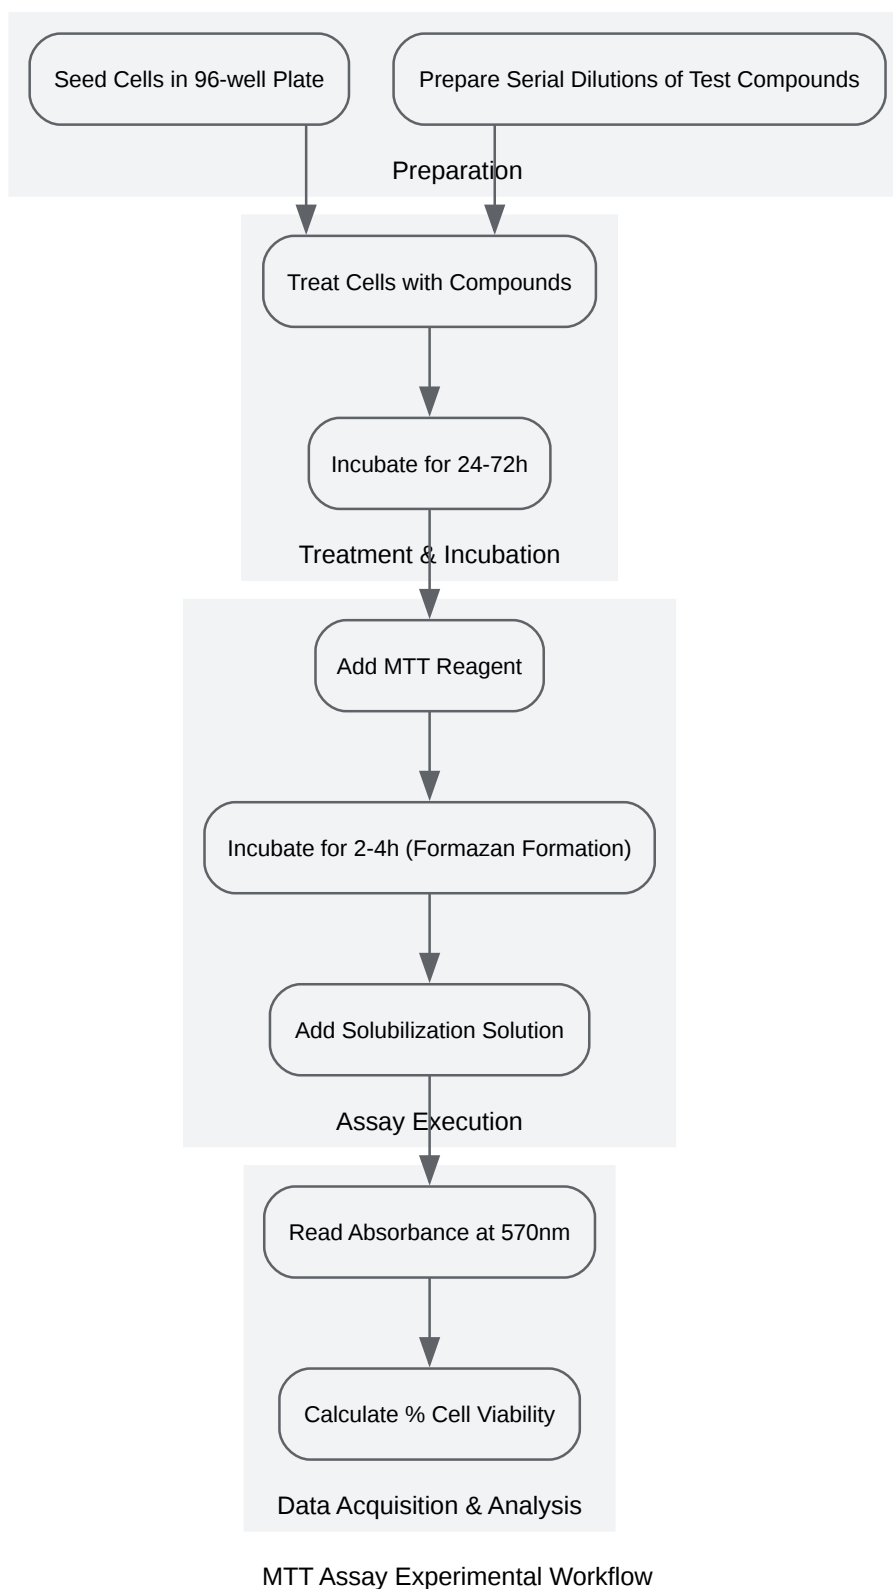 Seed Cells in 96-well Plate
Prepare Serial Dilutions of Test Compounds
Preparation
Treat Cells with Compounds
Incubate for 24-72h
Treatment & Incubation
Add MTT Reagent
Incubate for 2-4h (Formazan Formation)
Add Solubilization Solution
Assay Execution
Read Absorbance at 570nm
Calculate % Cell Viability
Data Acquisition & Analysis
MTT Assay Experimental Workflow